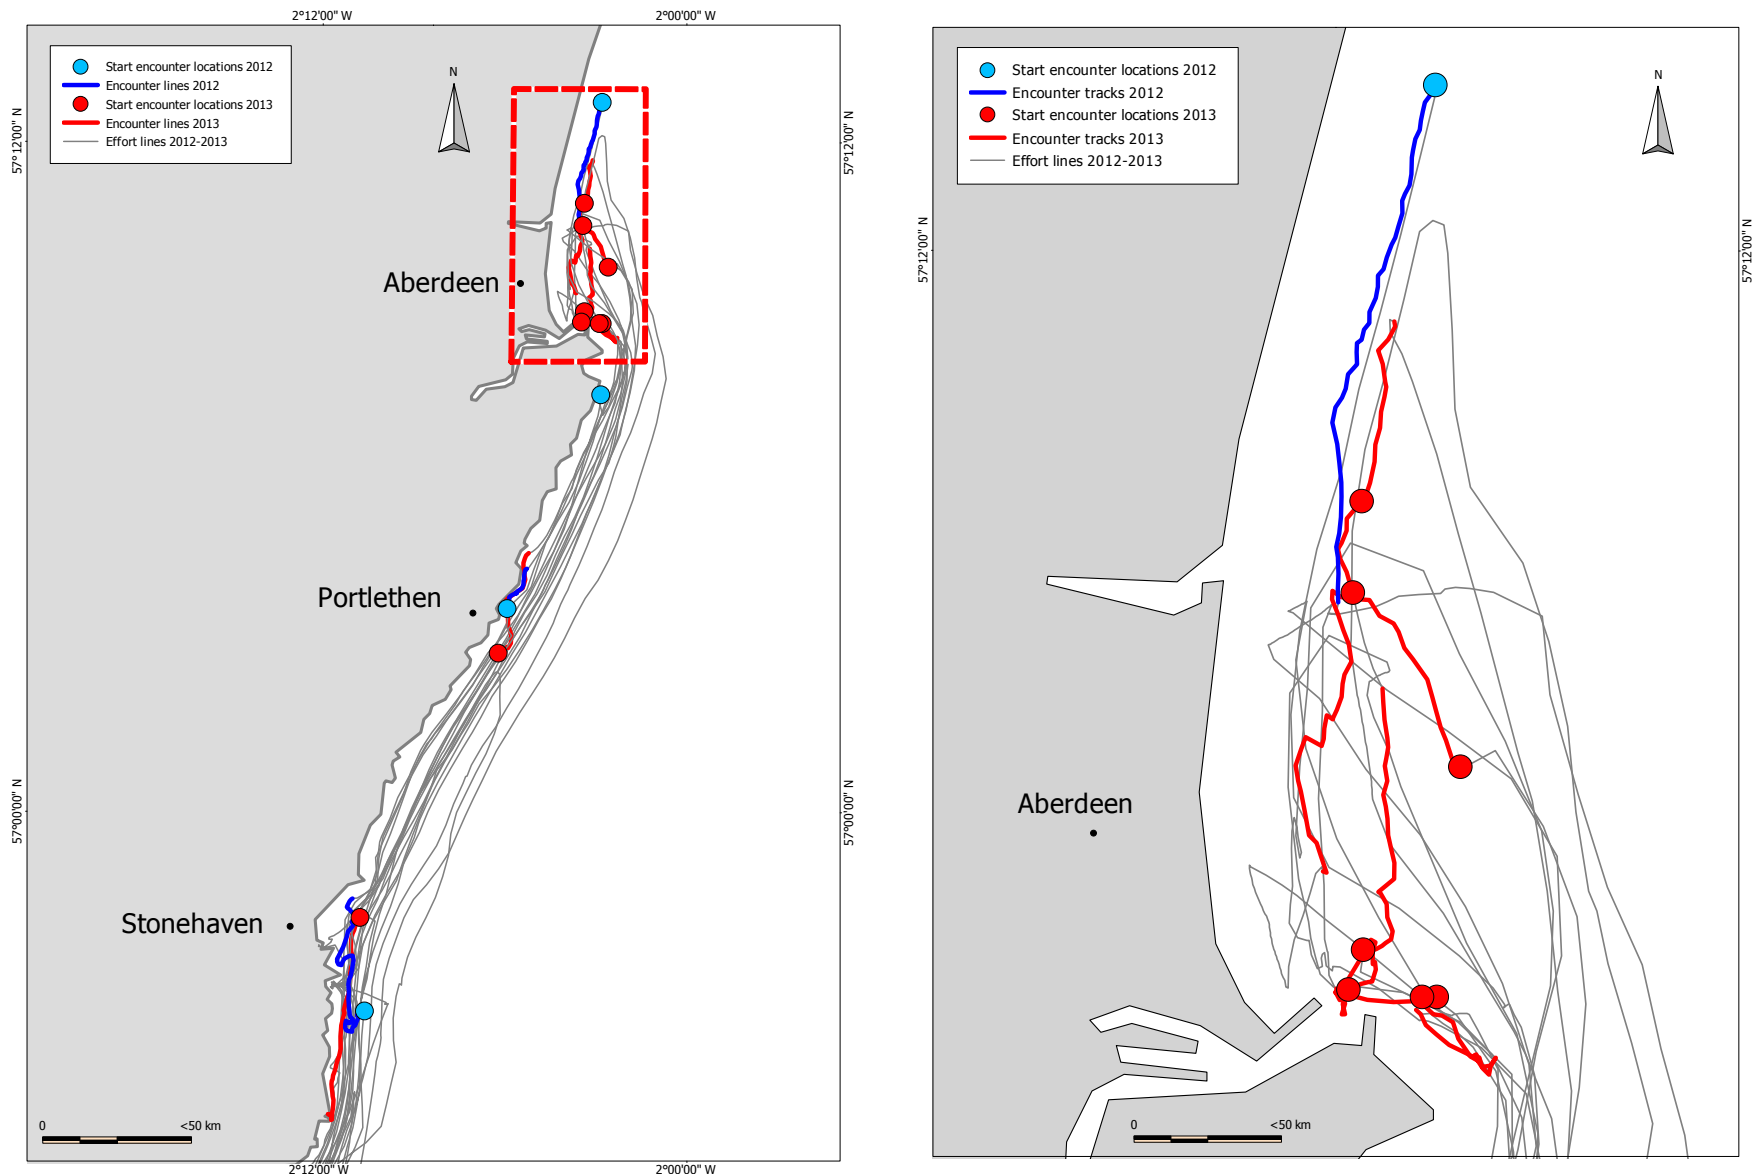 2°12'00" W
2°00'00" W
Start encounter locations 2012
Encounter lines 2012
Start encounter locations 2013
Encounter lines 2013
Effort lines 2012-2013
N
57°12'00" N
57°12'00" N
Aberdeen
Portlethen
57°00'00" N
57°00'00" N
Stonehaven
0 <50 km
2°12'00" W
2°00'00" W
Start encounter locations 2012
Encounter tracks 2012
Start encounter locations 2013
Encounter tracks 2013
Effort lines 2012-2013
N
57°12'00" N
57°12'00" N
Aberdeen
0 <50 km